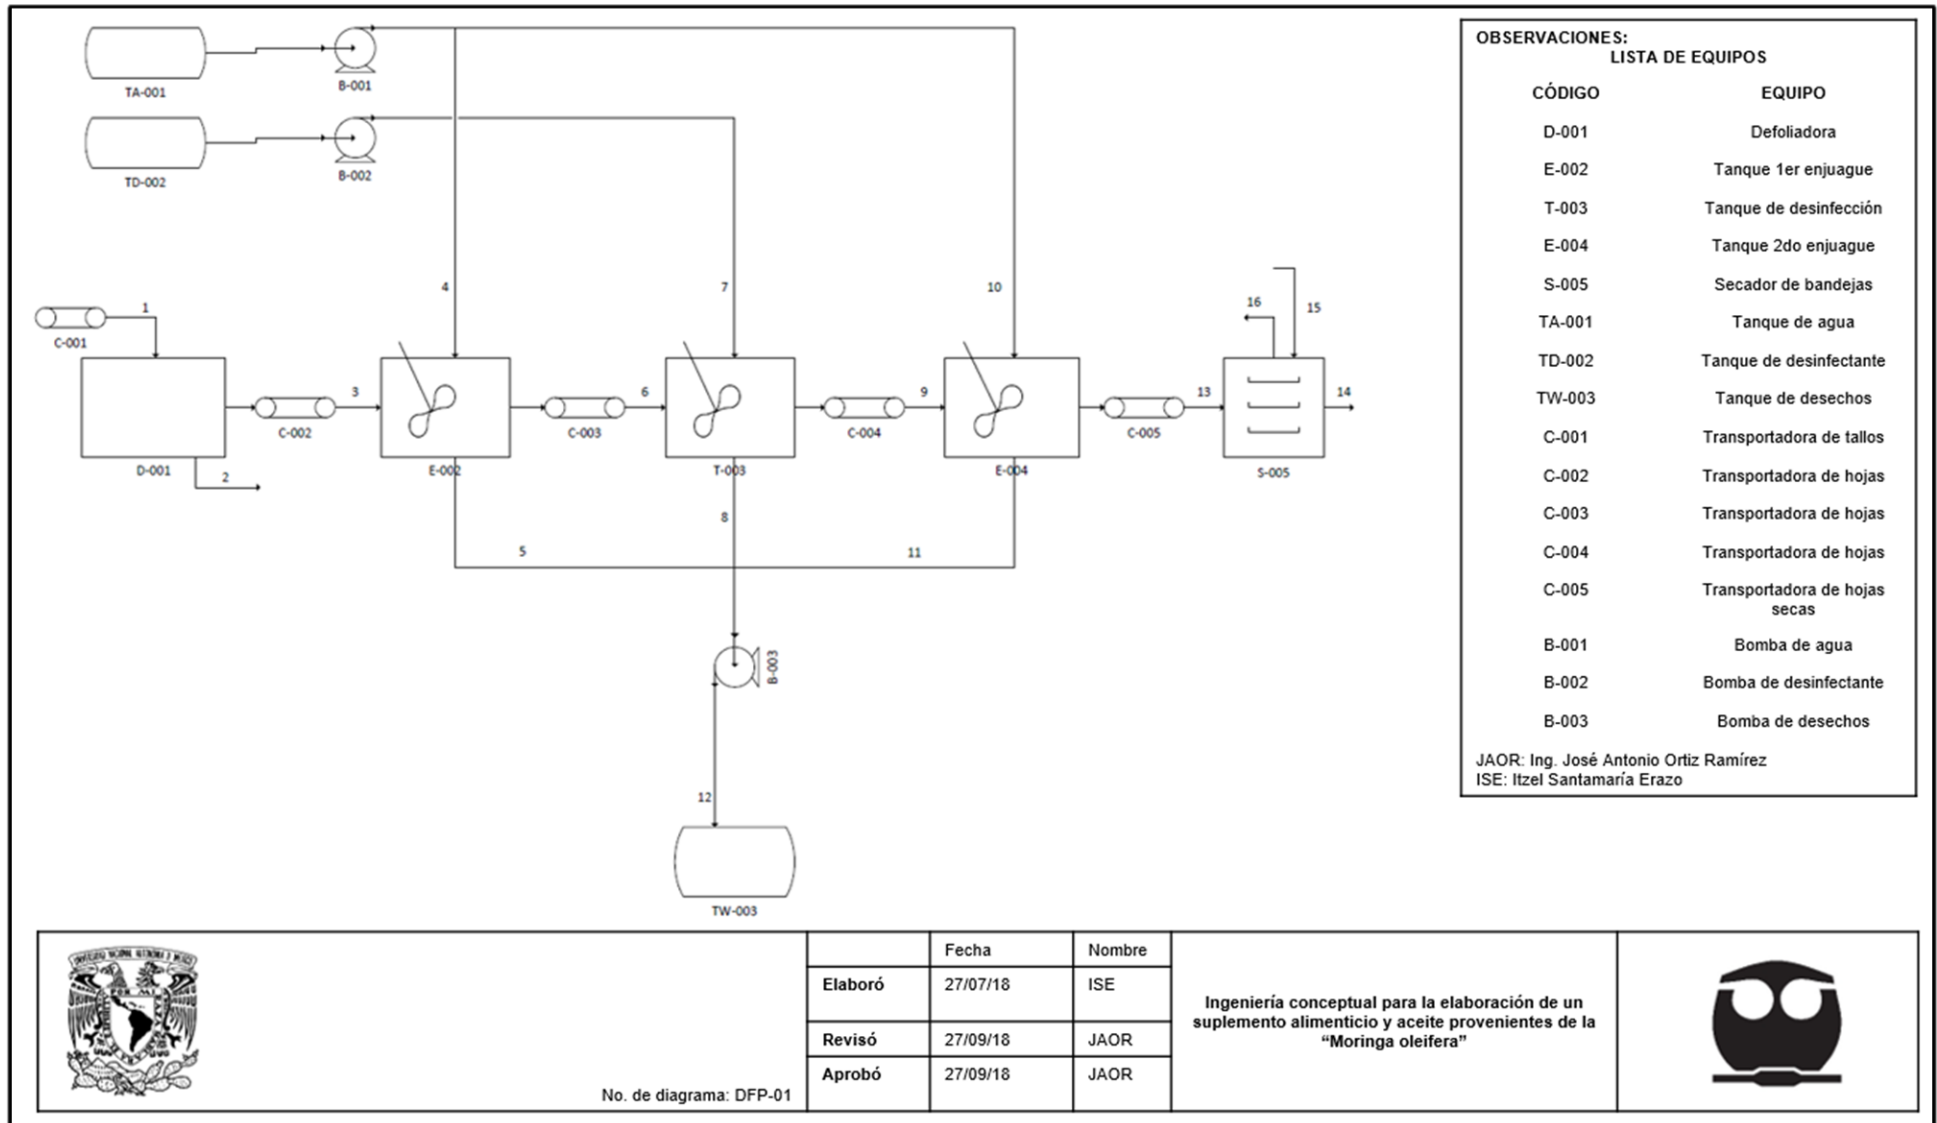 TA-001
B-001
TD-002
B-002
4
7
10
16
15
1
C-001
3
6
9
13
14
C-002
C-003
C-004
C-005
D-001
E-002
T-003
E-004
S-005
2
8
5
11
B-003
12
TW-003
OBSERVACIONES:
LISTA DE EQUIPOS
CÓDIGO EQUIPO
D-001 Defoliadora
E-002 Tanque 1er enjuague
T-003 Tanque de desinfección
E-004 Tanque 2do enjuague
S-005 Secador de bandejas
TA-001 Tanque de agua
TD-002 Tanque de desinfectante
TW-003 Tanque de desechos
C-001 Transportadora de tallos
C-002 Transportadora de hojas
C-003 Transportadora de hojas
C-004 Transportadora de hojas
C-005 Transportadora de hojas
secas
B-001 Bomba de agua
B-002 Bomba de desinfectante
B-003 Bomba de desechos
JAOR: Ing. José Antonio Ortiz Ramírez
ISE: Itzel Santamaría Erazo
No. de diagrama: DFP-01
Fecha Nombre
Elaboró 27/07/18 ISE
Revisó 27/09/18 JAOR
Aprobó 27/09/18 JAOR
Ingeniería conceptual para la elaboración de un
suplemento alimenticio y aceite provenientes de la
“Moringa oleifera”